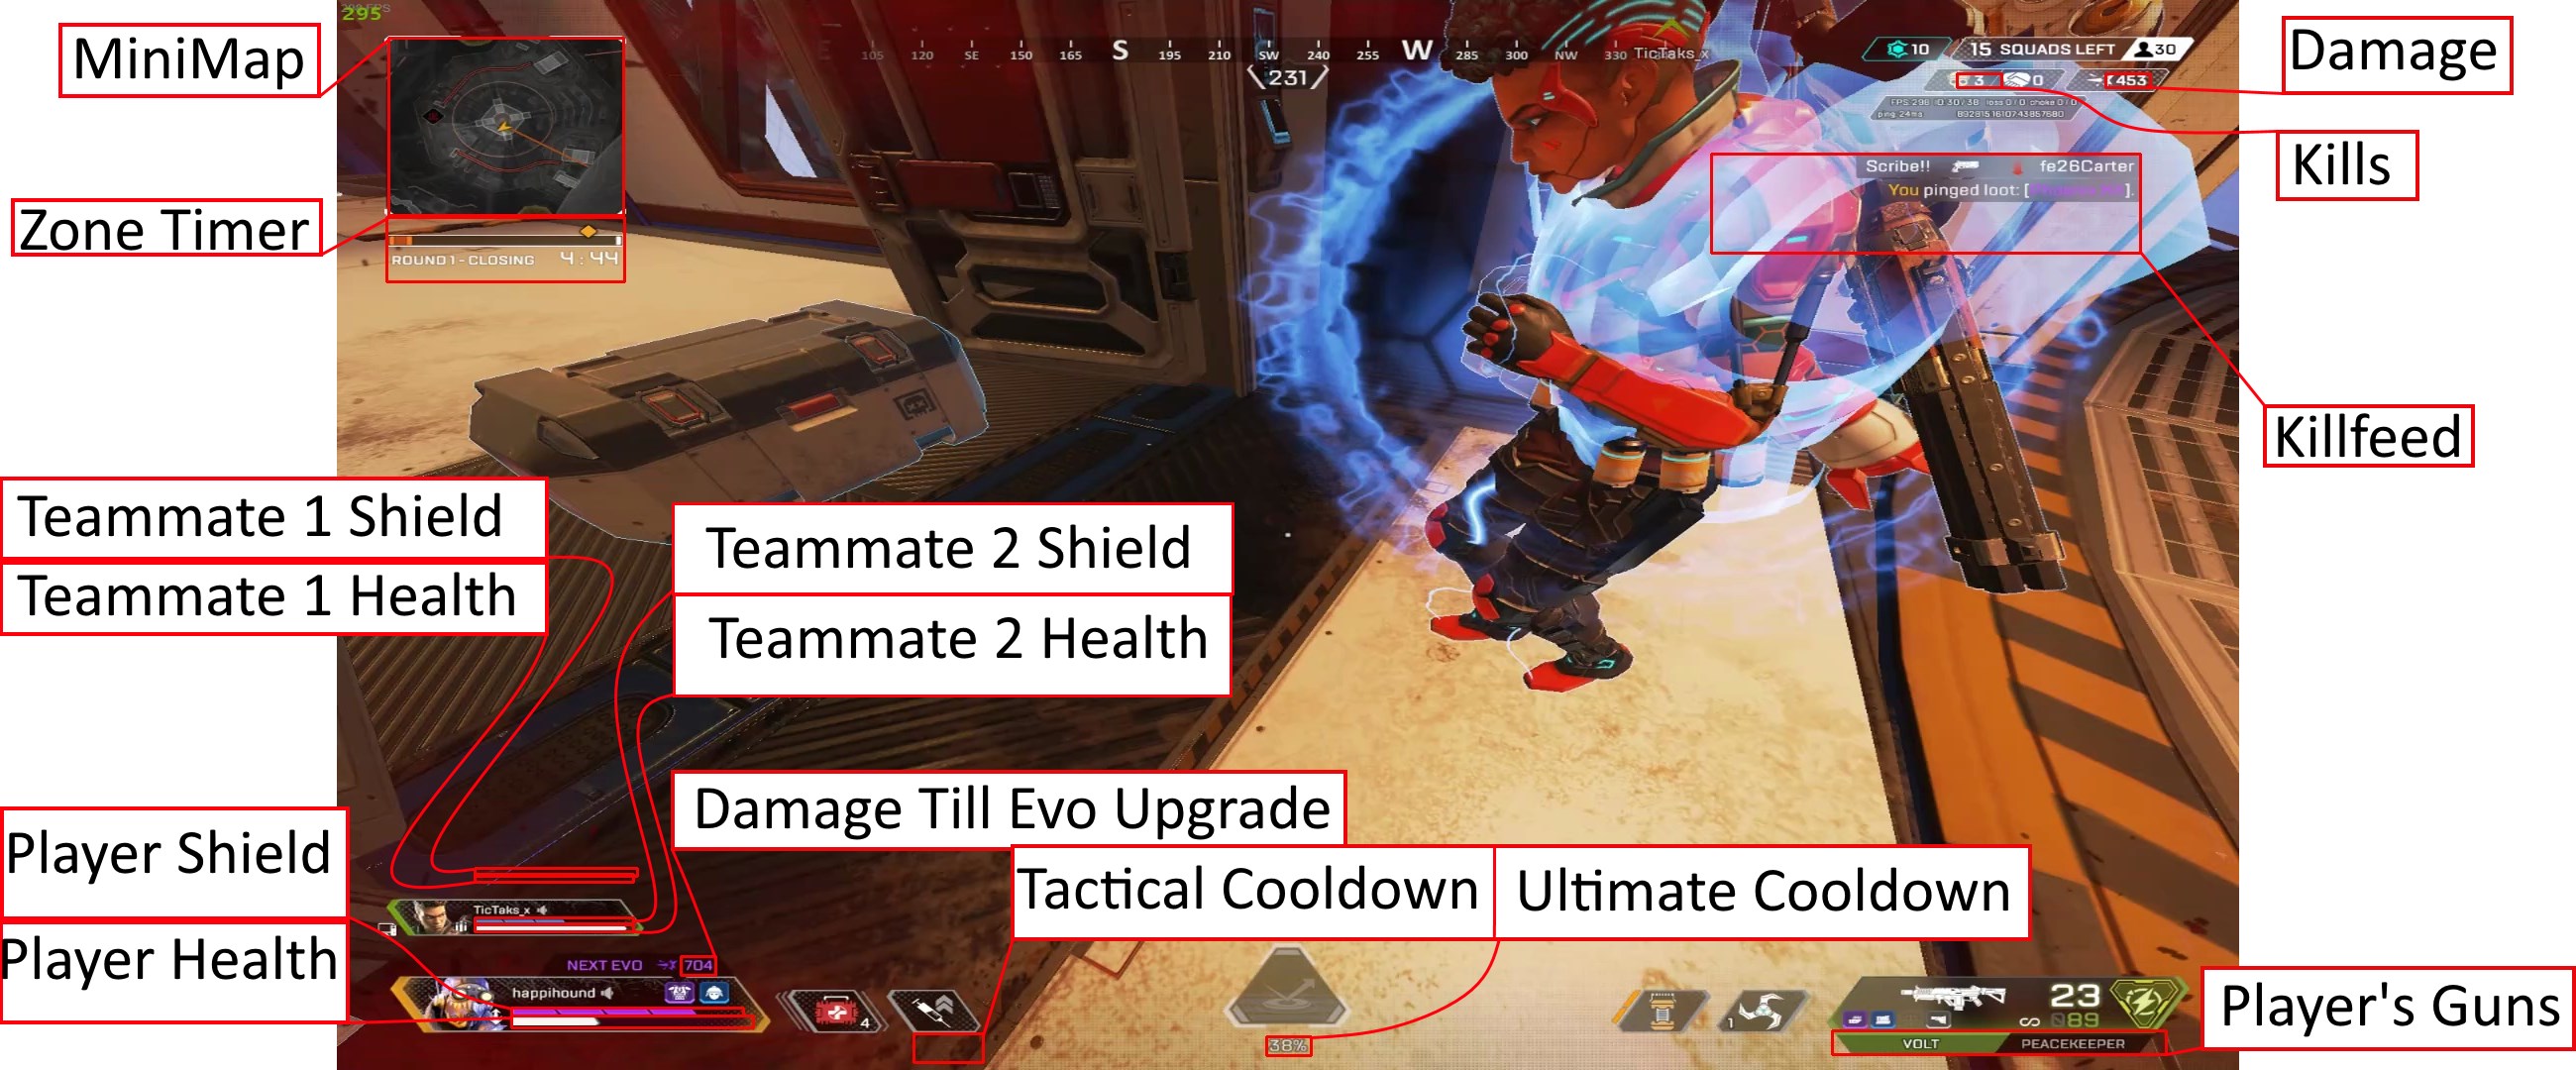 295
MiniMap
Zone Timer
ROUND 1 - CLOSING 4:44
105 120 SE 150 165 S 195 210 SW 240 255 W 285 300 NW 330 TicTaks_x
231
10 15 SQUADS LEFT 30
3 0 453
ping 24ms
Scribe!! fe26Carter
You pinged loot: [
Damage
Kills
Killfeed
Teammate 1 Shield
Teammate 1 Health
Teammate 2 Shield
Teammate 2 Health
Damage Till Evo Upgrade
Tactical Cooldown
Ultimate Cooldown
Player Shield
Player Health
TicTaks_x
NEXT EVO 704
happihound
4
38%
1
23
89
VOLT PEACEKEEPER
Player's Guns